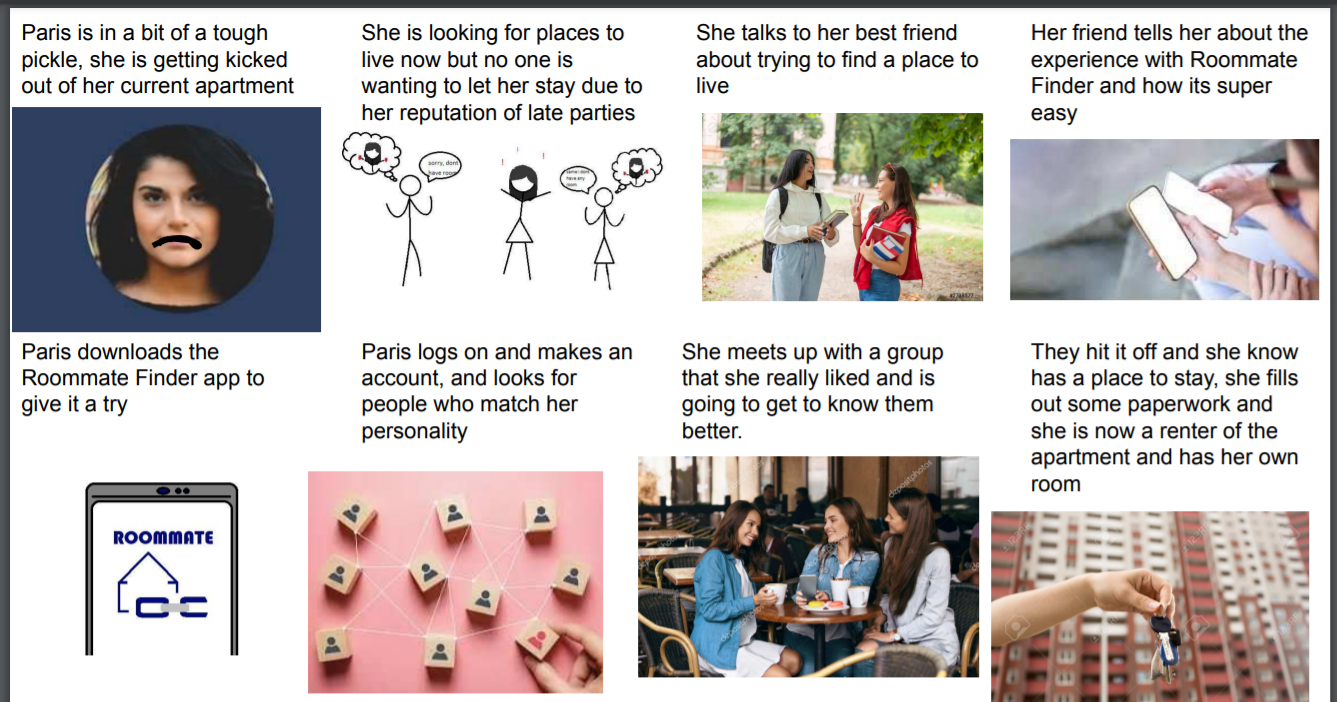 Paris is in a bit of a tough
pickle, she is getting kicked
out of her current apartment
She is looking for places to
live now but no one is
wanting to let her stay due to
her reputation of late parties
sorry, dont
have room
have any
room
She talks to her best friend
about trying to find a place to
live
Her friend tells her about the
experience with Roommate
Finder and how its super
easy
Paris downloads the
Roommate Finder app to
give it a try
ROOMMATE
Paris logs on and makes an
account, and looks for
people who match her
personality
She meets up with a group
that she really liked and is
going to get to know them
better.
depositphotos
They hit it off and she know
has a place to stay, she fills
out some paperwork and
she is now a renter of the
apartment and has her own
room